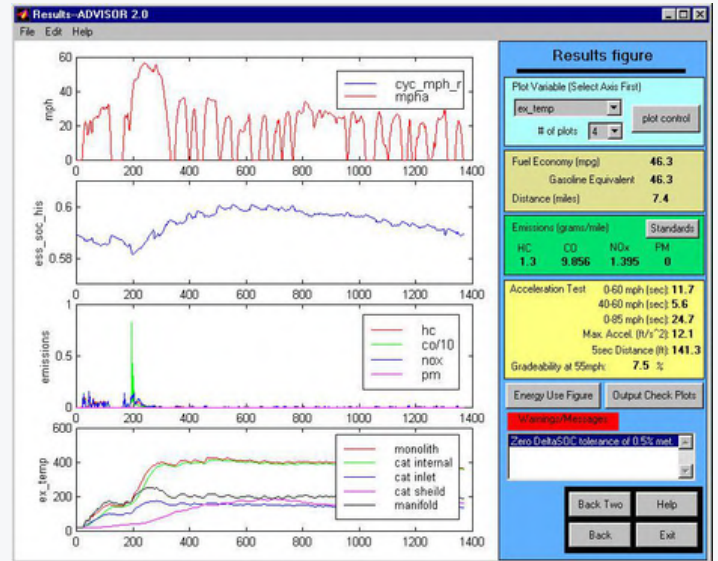 Results--ADVISOR 2.0
File Edit Help
60
40
20
0
mph
cyc_mph_r
mpha
0 200 400 600 800 1000 1200 1400
0.6
0.58
ess_soc_his
0 200 400 600 800 1000 1200 1400
1
0.5
0
emissions
hc
co/10
nox
pm
0 200 400 600 800 1000 1200 1400
600
400
200
0
ex_temp
monolith
cat internal
cat inlet
cat sheild
manifold
0 200 400 600 800 1000 1200 1400
Results figure
Plot Variable (Select Axis First)
ex_temp
# of plots 4
plot control
Fuel Economy (mpg) 46.3
Gasoline Equivalent 46.3
Distance (miles) 7.4
Emissions (grams/mile) Standards
HC CO NOx PM
1.3 9.856 1.395 0
Acceleration Test 0-60 mph (sec): 11.7
40-60 mph (sec): 5.6
0-85 mph (sec): 24.7
Max. Accel. (ft/s^2): 12.1
5sec Distance (ft): 141.3
Gradeability at 55mph: 7.5 %
Energy Use Figure Output Check Plots
Warnings/Messages
Zero DeltaSOC tolerance of 0.5% met.
Back Two Help
Back Exit